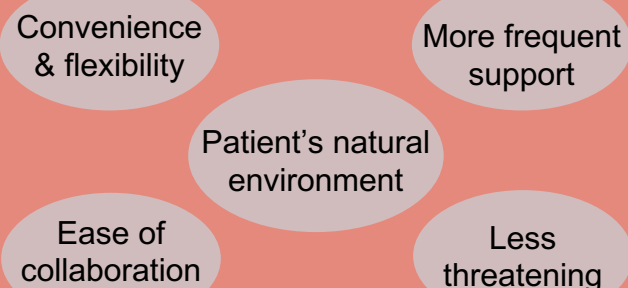 Convenience
& flexibility
More frequent
support
Patient’s natural
environment
Ease of
collaboration
Less
threatening